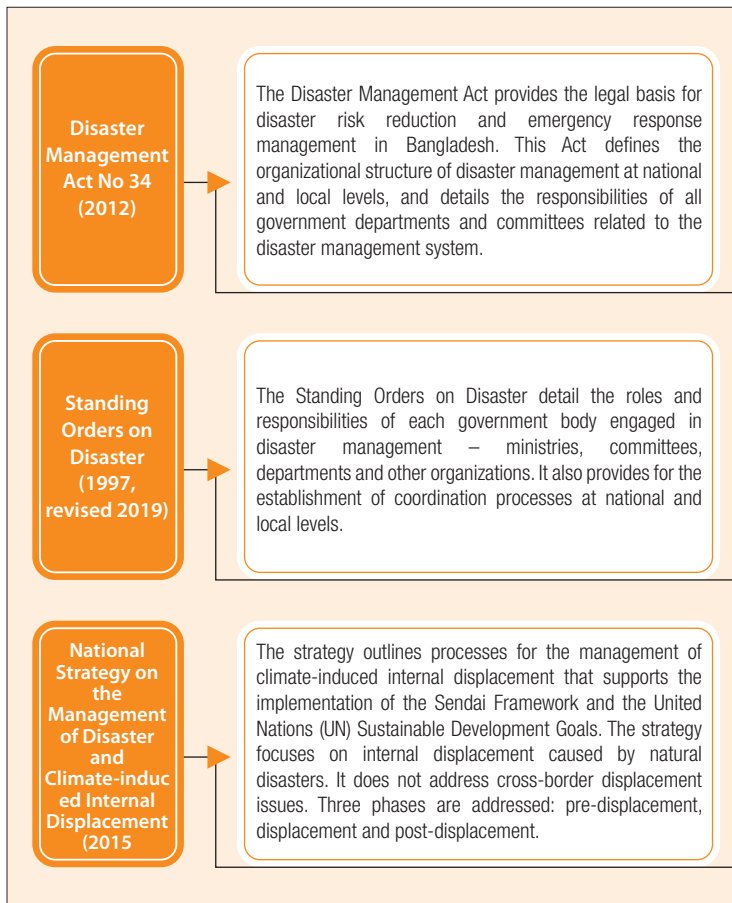 Disaster
Management
Act No 34
(2012)
The Disaster Management Act provides the legal basis for
disaster risk reduction and emergency response
management in Bangladesh. This Act defines the
organizational structure of disaster management at national
and local levels, and details the responsibilities of all
government departments and committees related to the
disaster management system.
Standing
Orders on
Disaster
(1997,
revised 2019)
The Standing Orders on Disaster detail the roles and
responsibilities of each government body engaged in
disaster management – ministries, committees,
departments and other organizations. It also provides for the
establishment of coordination processes at national and
local levels.
National
Strategy on
the
Management
of Disaster
and
Climate-induc
ed Internal
Displacement
(2015
The strategy outlines processes for the management of
climate-induced internal displacement that supports the
implementation of the Sendai Framework and the United
Nations (UN) Sustainable Development Goals. The strategy
focuses on internal displacement caused by natural
disasters. It does not address cross-border displacement
issues. Three phases are addressed: pre-displacement,
displacement and post-displacement.